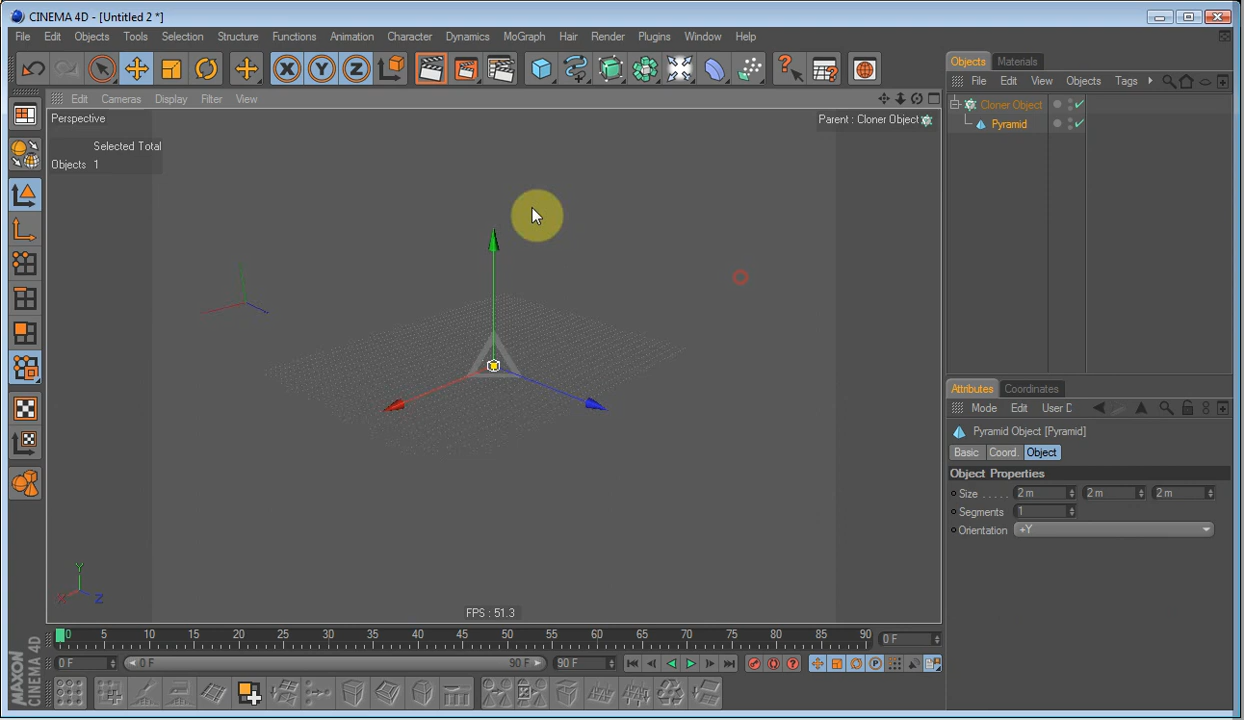 CINEMA 4D - [Untitled 2 *]
File Edit Objects Tools Selection Structure Functions Animation Character Dynamics MoGraph Hair Render Plugins Window Help
Objects Materials
File Edit View Objects Tags
Cloner Object
Pyramid
Edit Cameras Display Filter View
Perspective
Parent : Cloner Object
Selected Total
Objects 1
Y
X
Z
FPS : 51.3
Attributes Coordinates
Mode Edit User D
Pyramid Object [Pyramid]
Basic Coord. Object
Object Properties
Size . . . . . 2 m 2 m 2 m
Segments 1
Orientation +Y
0 5 10 15 20 25 30 35 40 45 50 55 60 65 70 75 80 85 90 0 F
0 F 0 F 90 F 90 F
MAXON
CINEMA 4D